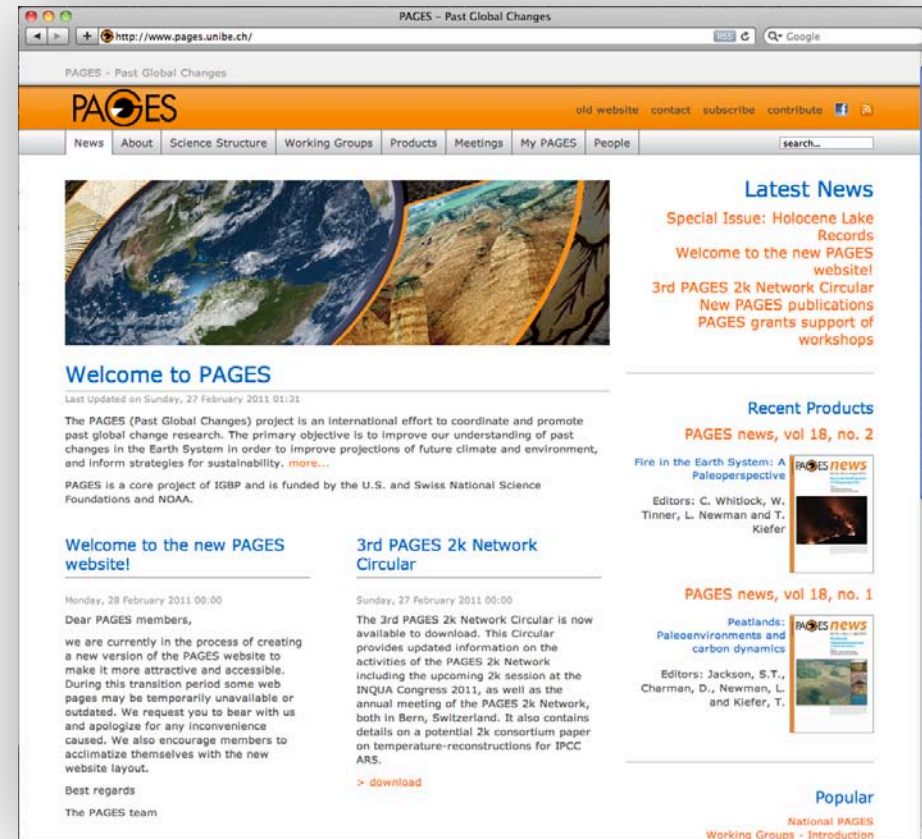 PAGES – Past Global Changes
http://www.pages.unibe.ch/
RSS
Google
PAGES - Past Global Changes
PAGES
old website contact subscribe contribute
News About Science Structure Working Groups Products Meetings My PAGES People
search...
Welcome to PAGES
Last Updated on Sunday, 27 February 2011 01:31
The PAGES (Past Global Changes) project is an international effort to coordinate and promote
past global change research. The primary objective is to improve our understanding of past
changes in the Earth System in order to improve projections of future climate and environment,
and inform strategies for sustainability. more...
PAGES is a core project of IGBP and is funded by the U.S. and Swiss National Science
Foundations and NOAA.
Welcome to the new PAGES
website!
Monday, 28 February 2011 00:00
Dear PAGES members,
we are currently in the process of creating
a new version of the PAGES website to
make it more attractive and accessible.
During this transition period some web
pages may be temporarily unavailable or
outdated. We request you to bear with us
and apologize for any inconvenience
caused. We also encourage members to
acclimatize themselves with the new
website layout.
Best regards
The PAGES team
3rd PAGES 2k Network
Circular
Sunday, 27 February 2011 00:00
The 3rd PAGES 2k Network Circular is now
available to download. This Circular
provides updated information on the
activities of the PAGES 2k Network
including the upcoming 2k session at the
INQUA Congress 2011, as well as the
annual meeting of the PAGES 2k Network,
both in Bern, Switzerland. It also contains
details on a potential 2k consortium paper
on temperature-reconstructions for IPCC
AR5.
> download
Latest News
Special Issue: Holocene Lake
Records
Welcome to the new PAGES
website!
3rd PAGES 2k Network Circular
New PAGES publications
PAGES grants support of
workshops
Recent Products
PAGES news, vol 18, no. 2
Fire in the Earth System: A
Paleoperspective
Editors: C. Whitlock, W.
Tinner, L. Newman and T.
Kiefer
PAGES news
PAGES news, vol 18, no. 1
Peatlands:
Paleoenvironments and
carbon dynamics
Editors: Jackson, S.T.,
Charman, D., Newman, L.
and Kiefer, T.
PAGES news
Popular
National PAGES
Working Groups - Introduction